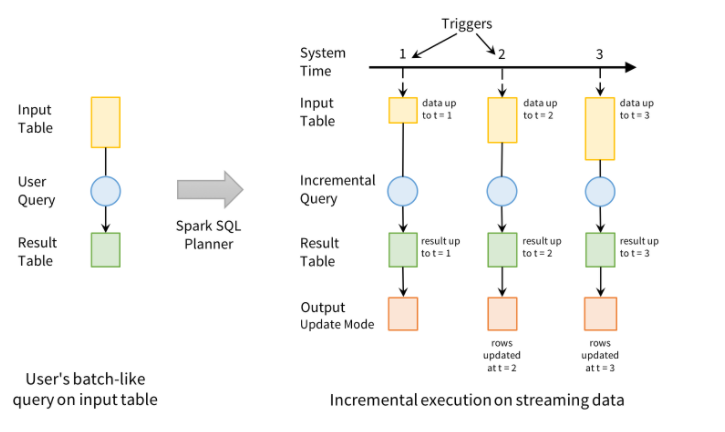 Triggers
System
Time
1
2
3
Input
Table
Input
Table
data up
to t = 1
data up
to t = 2
data up
to t = 3
User
Query
Incremental
Query
Spark SQL
Planner
Result
Table
Result
Table
result up
to t = 1
result up
to t = 2
result up
to t = 3
Output
Update Mode
rows
updated
at t = 2
rows
updated
at t = 3
User's batch-like
query on input table
Incremental execution on streaming data